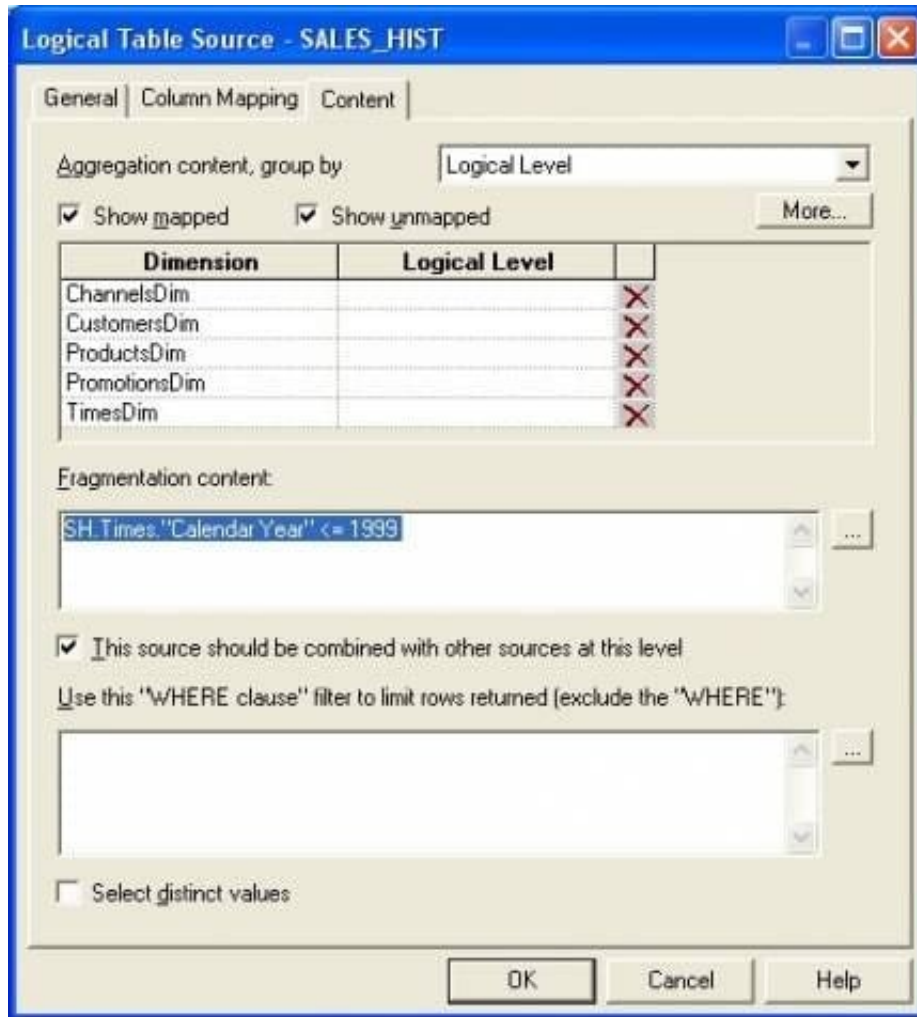 Logical Table Source - SALES_HIST
General Column Mapping Content
Aggregation content, group by Logical Level
Show mapped Show unmapped More...
Dimension Logical Level
ChannelsDim
CustomersDim
ProductsDim
PromotionsDim
TimesDim
Fragmentation content:
SH.Times."Calendar Year" <= 1999
...
This source should be combined with other sources at this level
Use this "WHERE clause" filter to limit rows returned (exclude the "WHERE"):
...
Select distinct values
OK Cancel Help